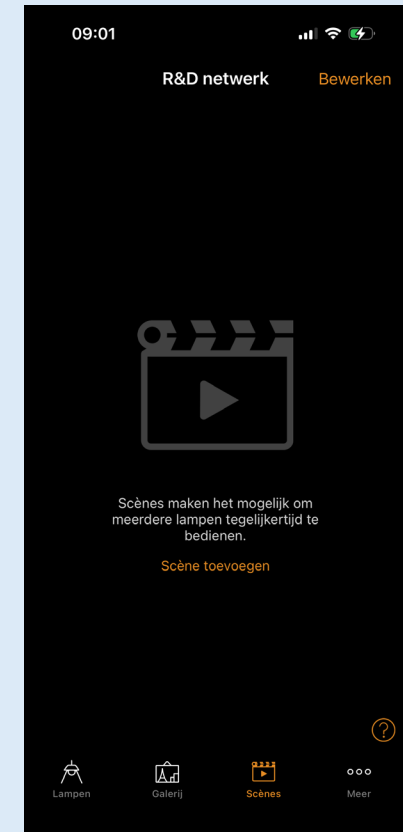 09:01
R&D netwerk
Bewerken
Scènes maken het mogelijk om
meerdere lampen tegelijkertijd te
bedienen.
Scène toevoegen
?
Lampen
Galerij
Scènes
Meer